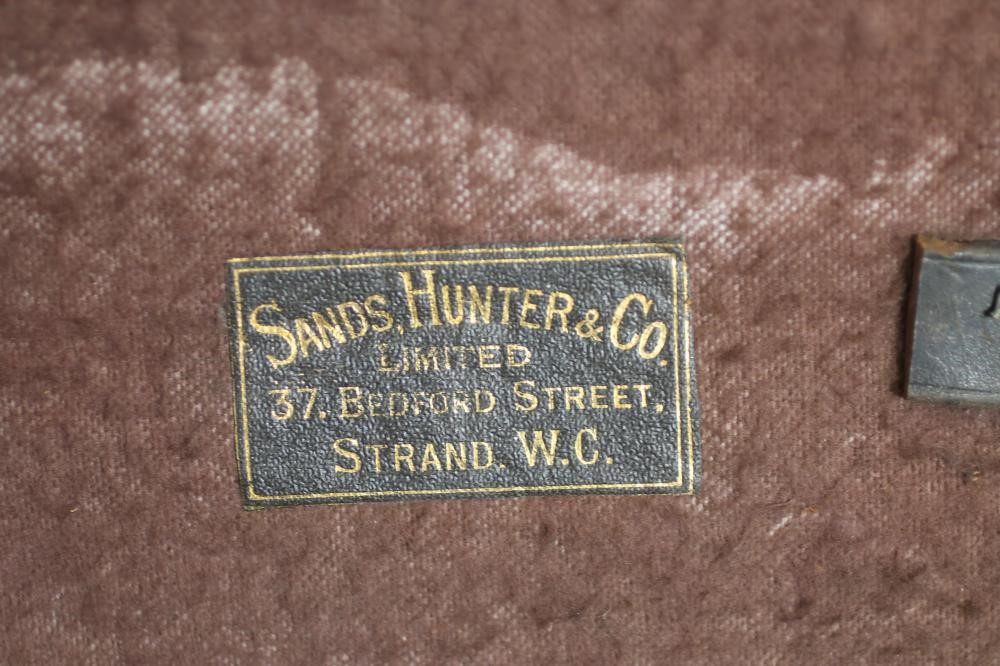 SANDS, HUNTER & CO.
LIMITED
37. BEDFORD STREET,
STRAND. W.C.